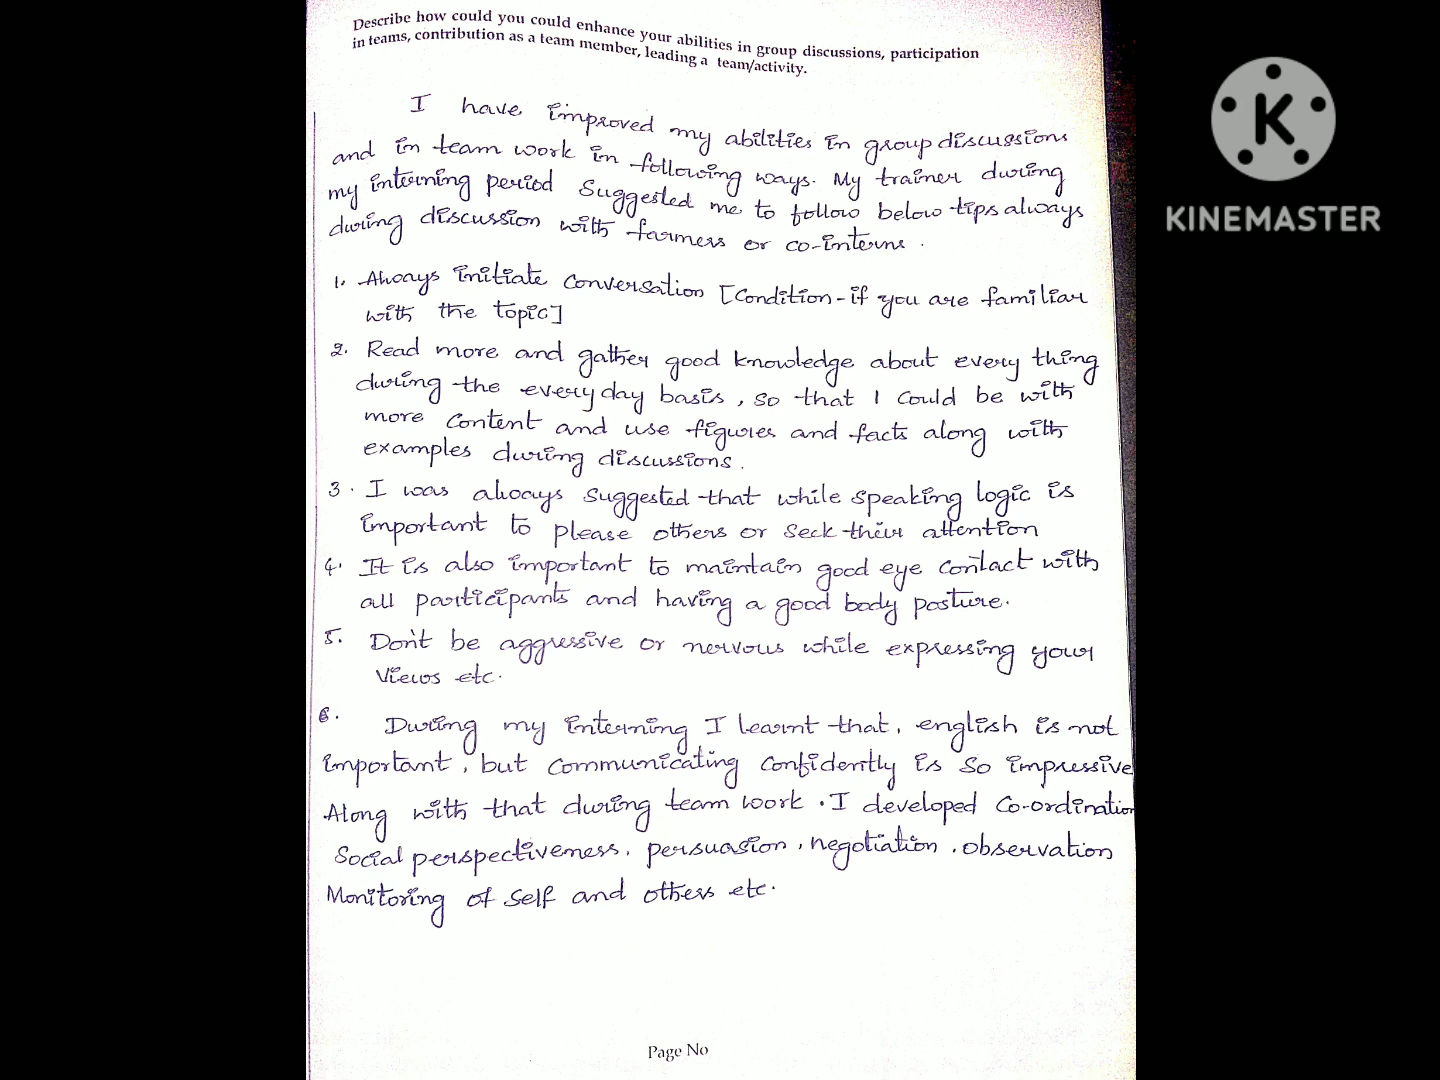 Describe how could you could enhance your abilities in group discussions, participation
in teams, contribution as a team member, leading a team/activity.
I have improved my abilities in group discussions
and in team work in following ways. My trainer during
my interning period suggested me to follow below tips always
during discussion with farmers or co-interns.
1. Always initiate conversation [condition - if you are familiar
with the topic]
2. Read more and gather good knowledge about every thing
during the every day basis, so that I could be with
more content and use figures and facts along with
examples during discussions.
3. I was always suggested that while speaking logic is
important to please others or seek their attention
4. It is also important to maintain good eye contact with
all participants and having a good body posture.
5. Don't be aggressive or nervous while expressing your
views etc.
6. During my interning I learnt that, english is not
important, but communicating confidently is so impressive
Along with that during team work. I developed co-ordination
Social perspectiveness, persuasion, negotiation, observation
Monitoring of self and others etc.
Page No
KINEMASTER